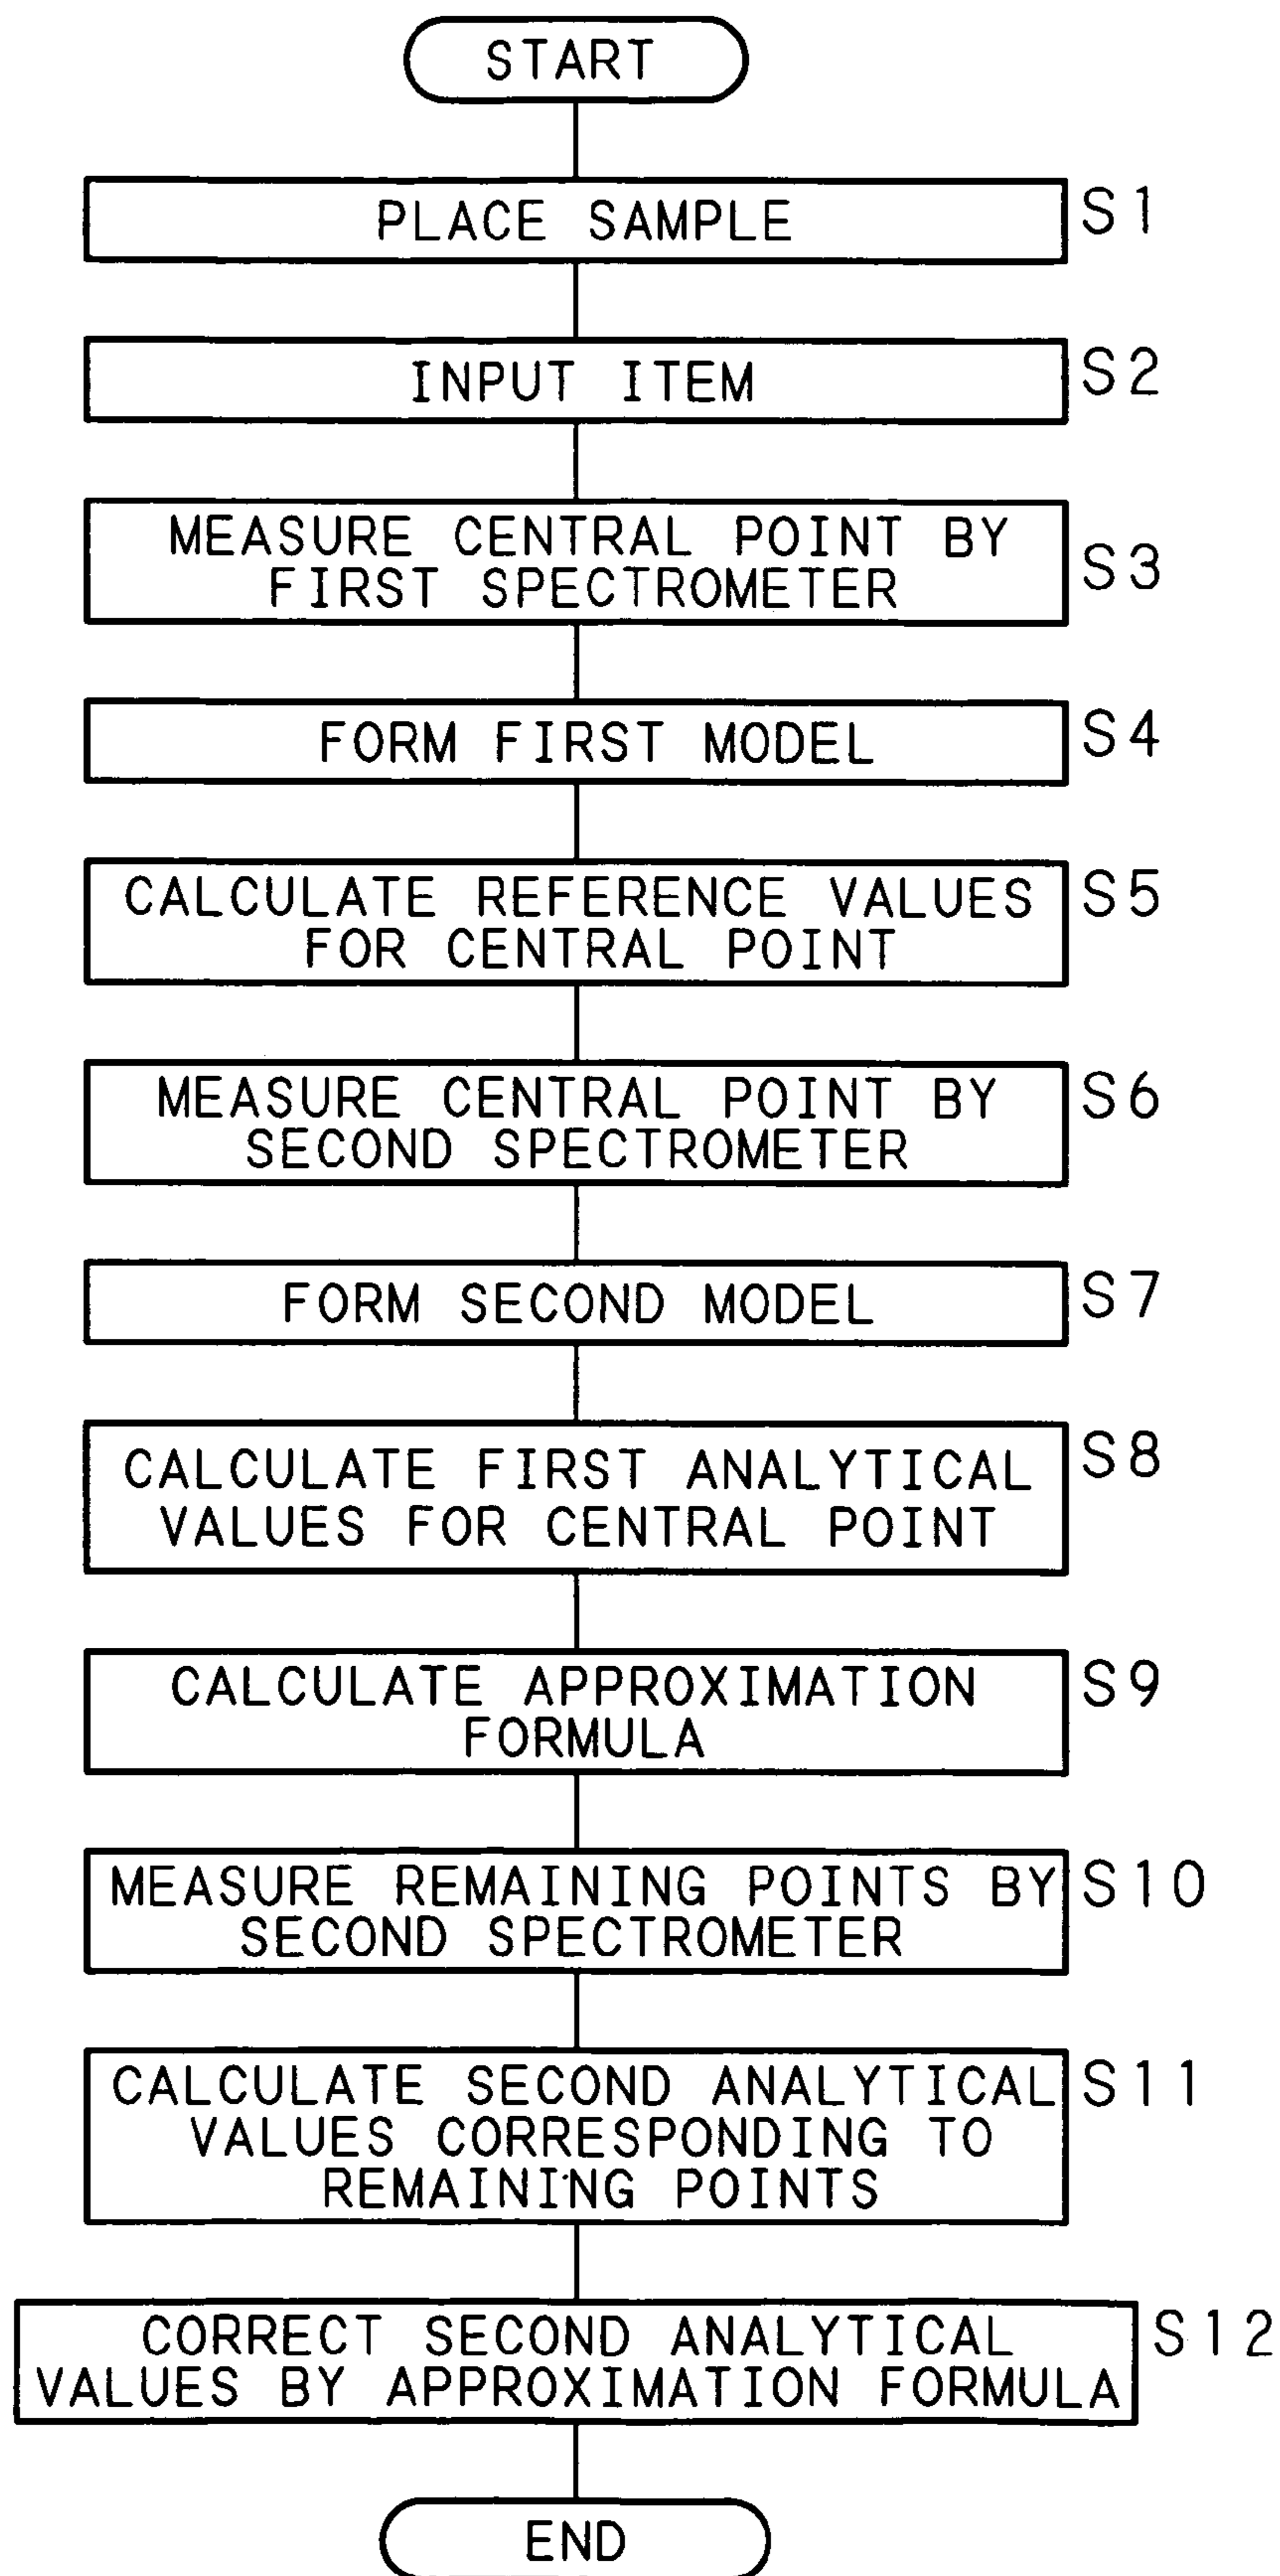 START
PLACE SAMPLE S1
INPUT ITEM S2
MEASURE CENTRAL POINT BY
FIRST SPECTROMETER S3
FORM FIRST MODEL S4
CALCULATE REFERENCE VALUES S5
FOR CENTRAL POINT
MEASURE CENTRAL POINT BY S6
SECOND SPECTROMETER
FORM SECOND MODEL S7
CALCULATE FIRST ANALYTICAL S8
VALUES FOR CENTRAL POINT
CALCULATE APPROXIMATION S9
FORMULA
MEASURE REMAINING POINTS BY S10
SECOND SPECTROMETER
CALCULATE SECOND ANALYTICAL S11
VALUES CORRESPONDING TO
REMAINING POINTS
CORRECT SECOND ANALYTICAL S12
VALUES BY APPROXIMATION FORMULA
END